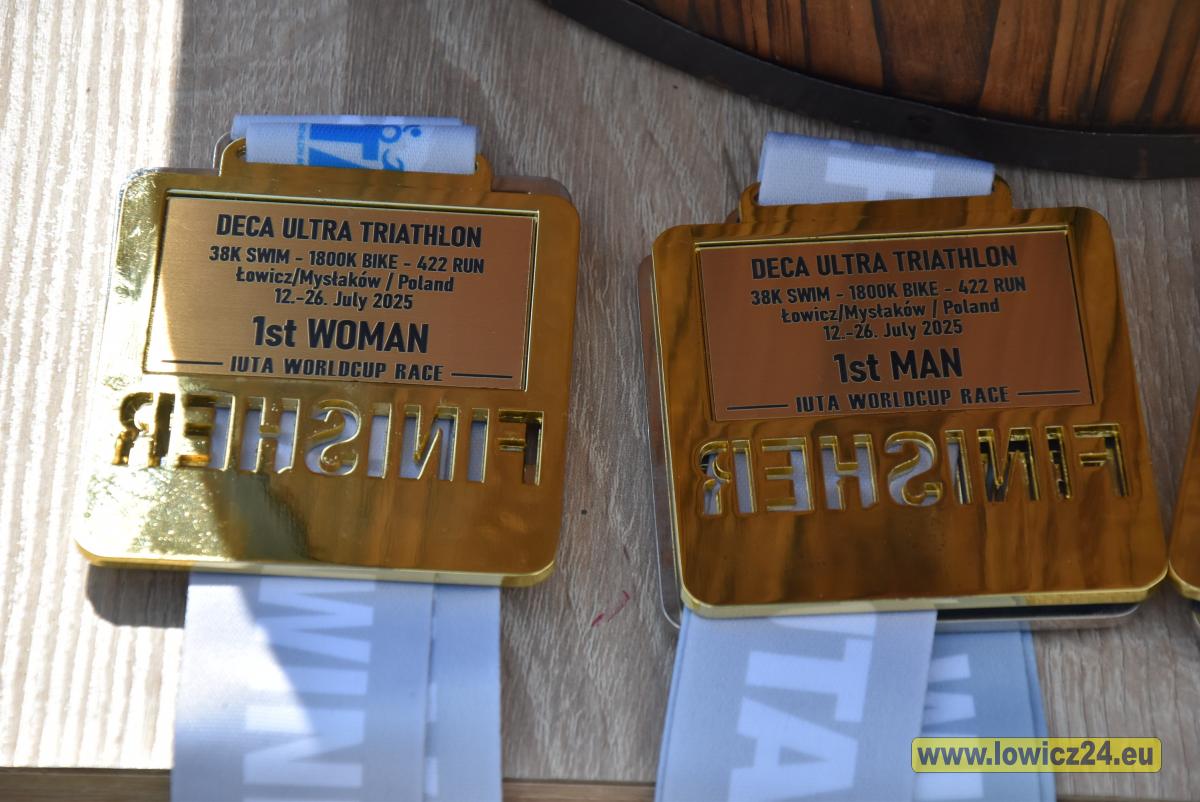 DECA ULTRA TRIATHLON
38K SWIM - 1800K BIKE - 422 RUN
Łowicz/Mysłaków / Poland
12.-26. July 2025
1st WOMAN
IUTA WORLDCUP RACE
FINISHER
DECA ULTRA TRIATHLON
38K SWIM - 1800K BIKE - 422 RUN
Łowicz/Mysłaków / Poland
12.-26. July 2025
1st MAN
IUTA WORLDCUP RACE
FINISHER
www.lowicz24.eu